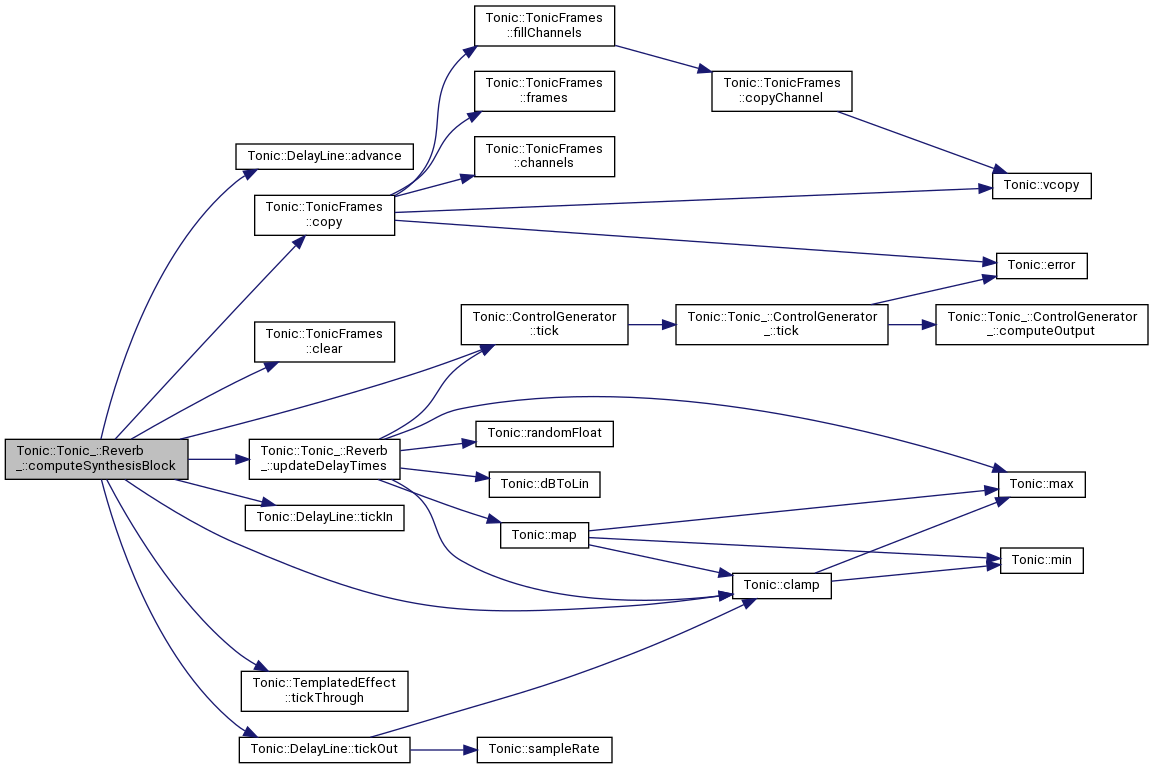 Tonic::TonicFrames
::fillChannels
Tonic::TonicFrames
::frames
Tonic::TonicFrames
::copyChannel
Tonic::TonicFrames
::channels
Tonic::DelayLine::advance
Tonic::TonicFrames
::copy
Tonic::vcopy
Tonic::error
Tonic::ControlGenerator
::tick
Tonic::Tonic_::ControlGenerator
_::tick
Tonic::Tonic_::ControlGenerator
_::computeOutput
Tonic::TonicFrames
::clear
Tonic::randomFloat
Tonic::Tonic_::Reverb
_::computeSynthesisBlock
Tonic::Tonic_::Reverb
_::updateDelayTimes
Tonic::dBToLin
Tonic::max
Tonic::DelayLine::tickIn
Tonic::map
Tonic::min
Tonic::clamp
Tonic::TemplatedEffect
::tickThrough
Tonic::DelayLine::tickOut
Tonic::sampleRate